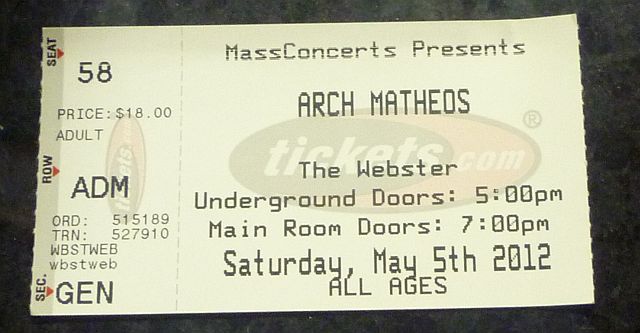 SEAT
58
PRICE: $18.00
ADULT
ROW
ADM
ORD: 515189
TRN: 527910
WBSTWEB
wbstweb
SEC.
GEN
MassConcerts Presents
ARCH MATHEOS
tickets.com®
The Webster
Underground Doors: 5:00pm
Main Room Doors: 7:00pm
Saturday, May 5th 2012
ALL AGES